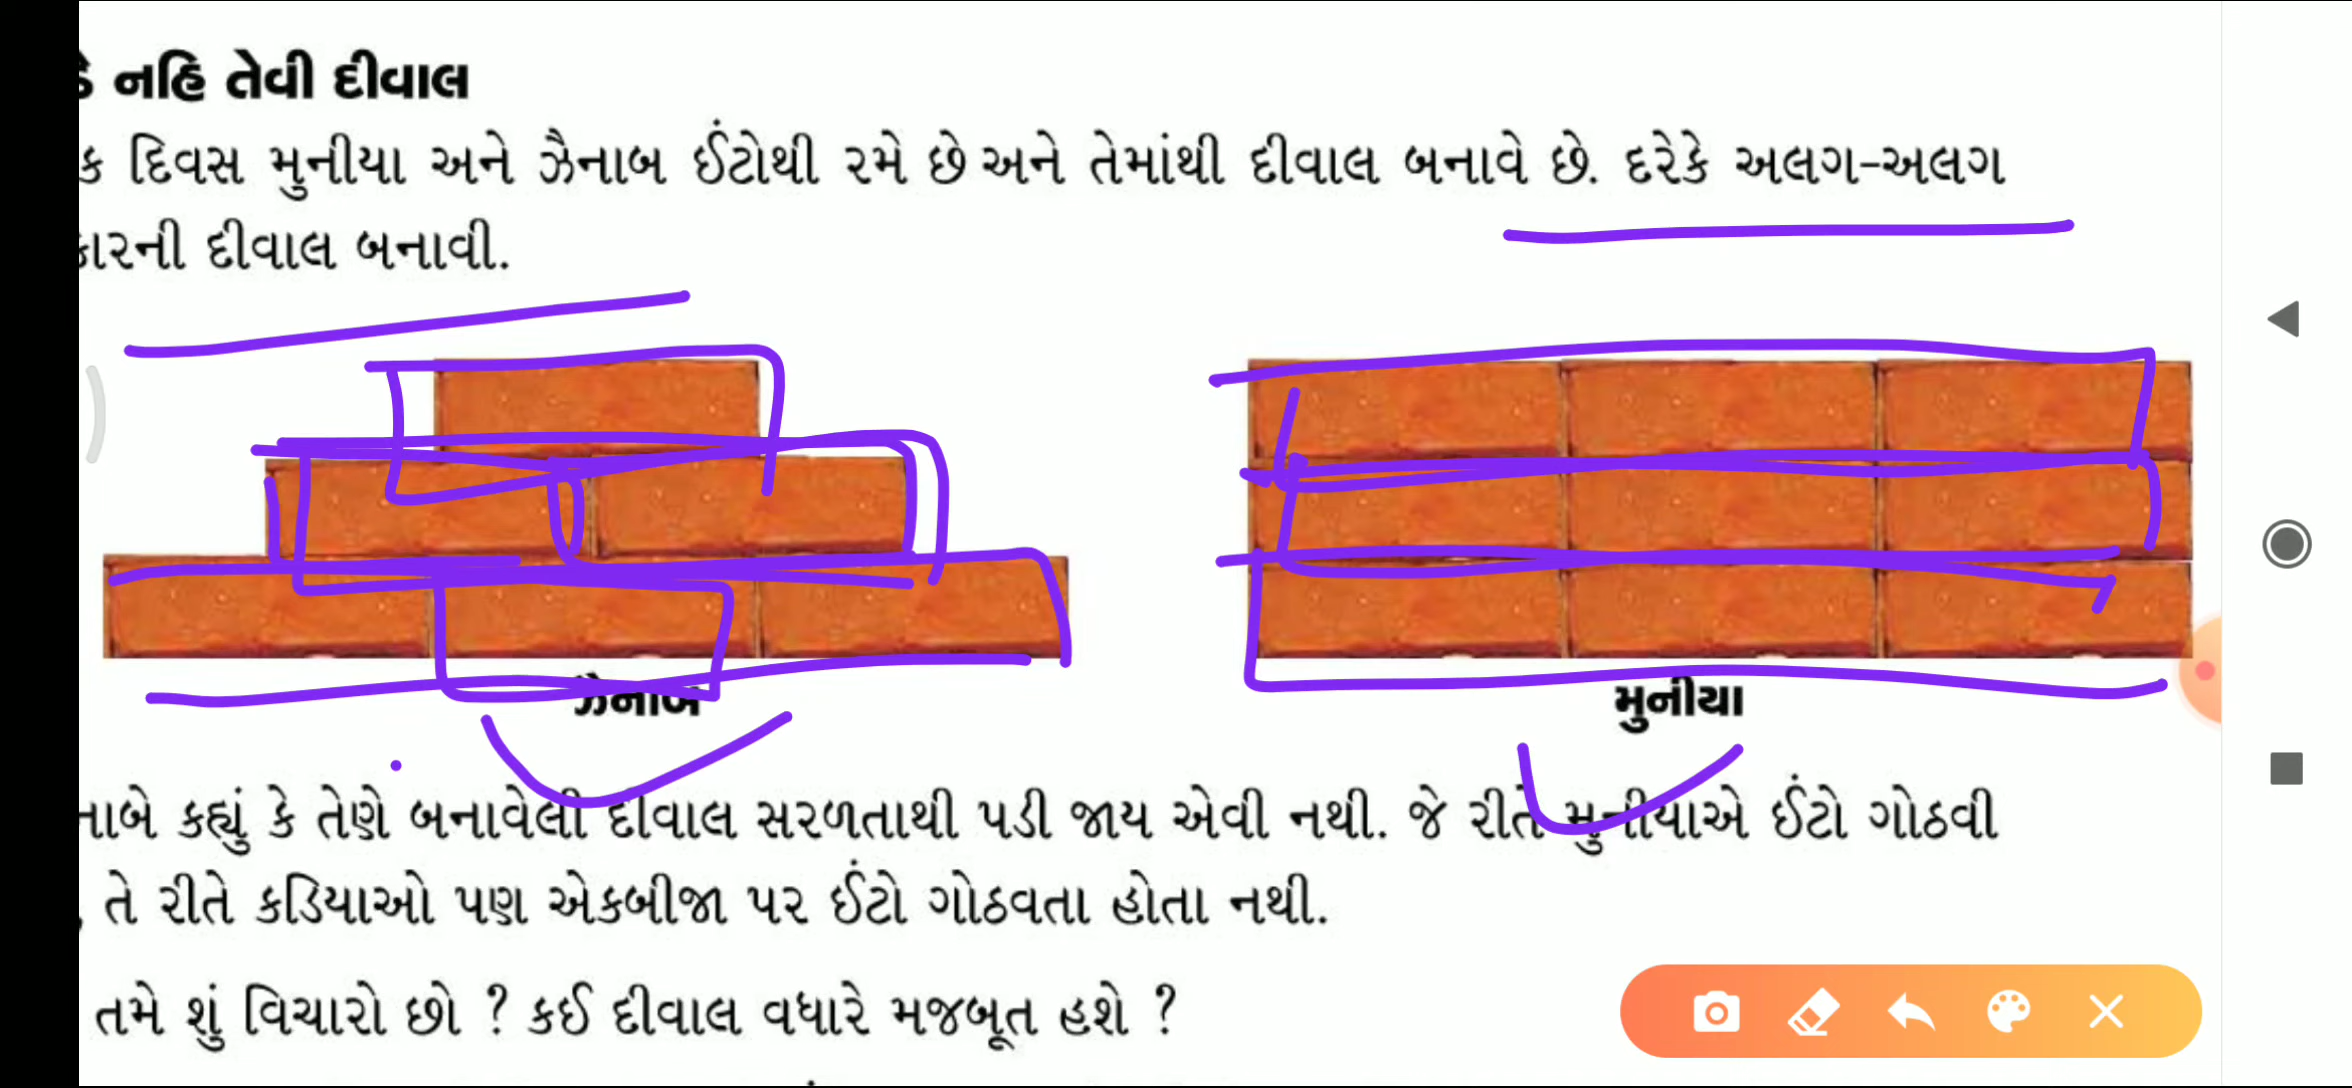 નહિ તેવી દીવાલ
ક દિવસ મુનીયા અને ઝૈનાબ ઈંટોથી રમે છે અને તેમાંથી દીવાલ બનાવે છે. દરેકે અલગ-અલગ
કારની દીવાલ બનાવી.
ઝૈનાબ
મુનીયા
નાબે કહ્યું કે તેણે બનાવેલી દીવાલ સરળતાથી પડી જાય એવી નથી. જે રીતે મુનીયાએ ઈંટો ગોઠવી
, તે રીતે કડિયાઓ પણ એકબીજા પર ઈંટો ગોઠવતા હોતા નથી.
તમે શું વિચારો છો ? કઈ દીવાલ વધારે મજબૂત હશે ?